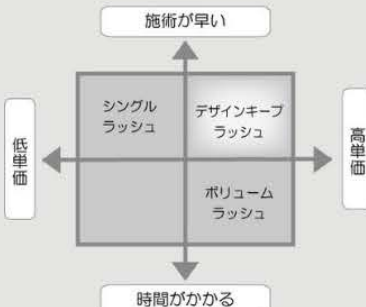 施術が早い
シングル
ラッシュ
デザインキープ
ラッシュ
低単価
高単価
ボリューム
ラッシュ
時間がかかる